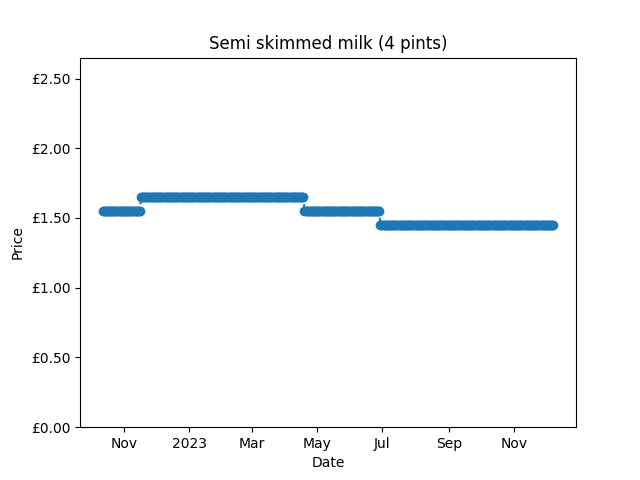 Semi skimmed milk (4 pints)
£2.50
£2.00
£1.50
£1.00
£0.50
£0.00
Price
Nov 2023 Mar May Jul Sep Nov
Date